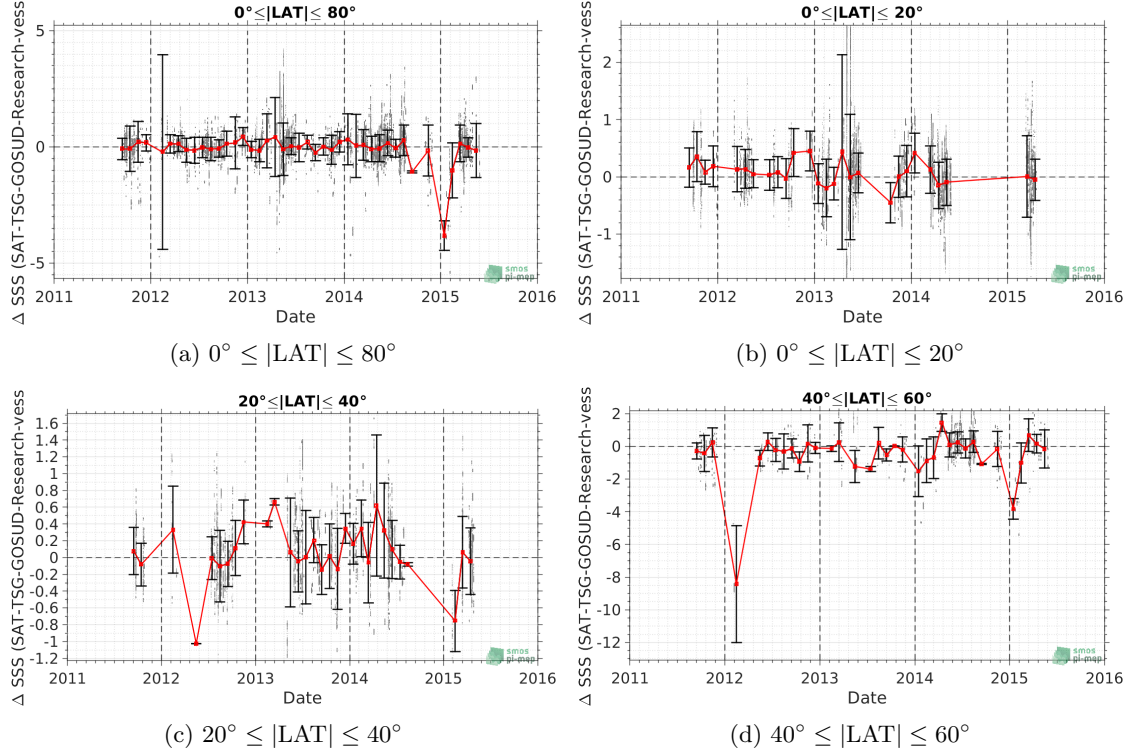 0°≤|LAT|≤ 80°
Δ SSS (SAT-TSG-GOSUD-Research-vess
5
0
-5
2011 2012 2013 2014 2015 2016
Date
smos
pi-mep
(a) 0° ≤ |LAT| ≤ 80°
0°≤|LAT|≤ 20°
Δ SSS (SAT-TSG-GOSUD-Research-vess
2
1
0
-1
2011 2012 2013 2014 2015 2016
Date
smos
pi-mep
(b) 0° ≤ |LAT| ≤ 20°
20°≤|LAT|≤ 40°
Δ SSS (SAT-TSG-GOSUD-Research-vess
1.6
1.4
1.2
1
0.8
0.6
0.4
0.2
0
-0.2
-0.4
-0.6
-0.8
-1
-1.2
2011 2012 2013 2014 2015 2016
Date
smos
pi-mep
(c) 20° ≤ |LAT| ≤ 40°
40°≤|LAT|≤ 60°
Δ SSS (SAT-TSG-GOSUD-Research-vess
2
0
-2
-4
-6
-8
-10
-12
2011 2012 2013 2014 2015 2016
Date
smos
pi-mep
(d) 40° ≤ |LAT| ≤ 60°